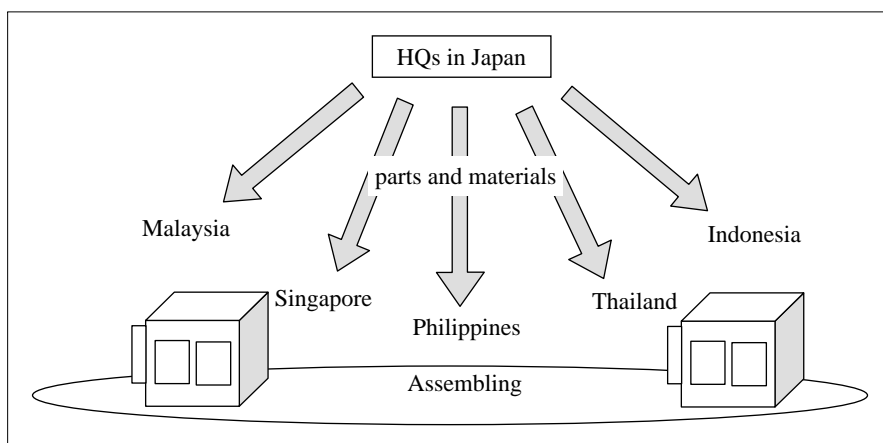 HQs in Japan
parts and materials
Malaysia
Indonesia
Singapore
Thailand
Philippines
Assembling